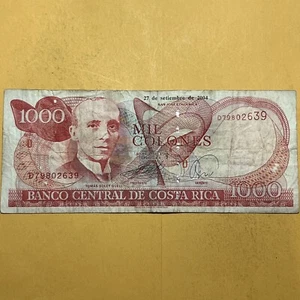 27 de setiembre de 2004
D79802639
1000
MIL
COLONES
D79802639
1000
BANCO CENTRAL DE COSTA RICA